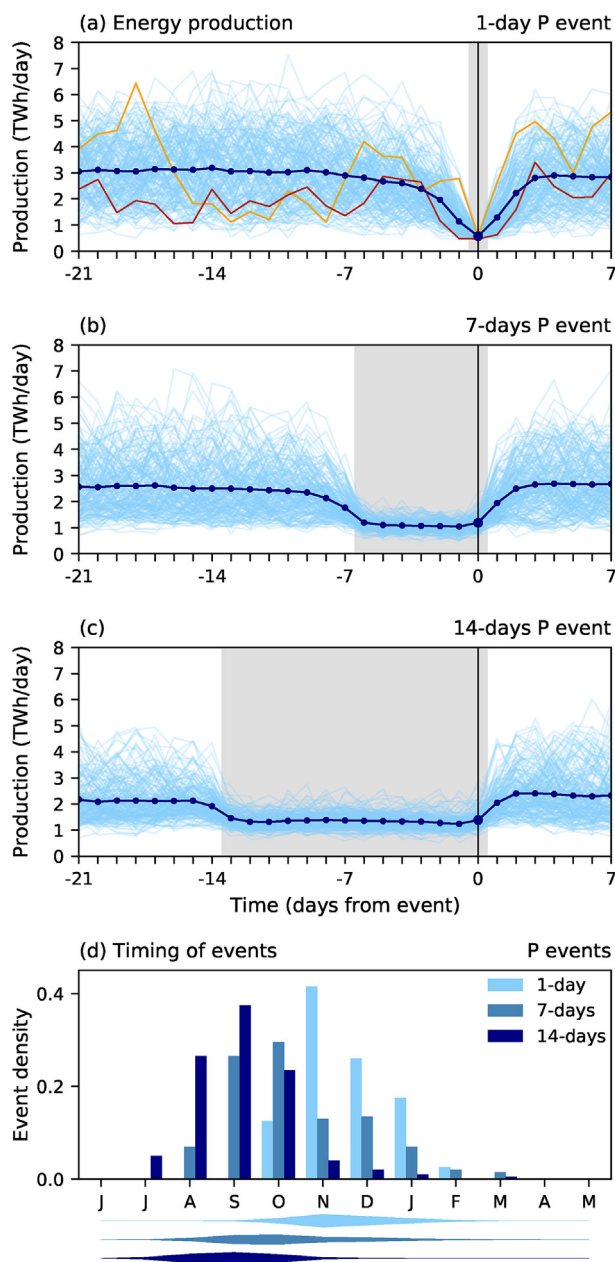 (a) Energy production 1-day P event
Production (TWh/day)
8
7
6
5
4
3
2
1
0
-21 -14 -7 0 7
(b) 7-days P event
Production (TWh/day)
8
7
6
5
4
3
2
1
0
-21 -14 -7 0 7
(c) 14-days P event
Production (TWh/day)
8
7
6
5
4
3
2
1
0
-21 -14 -7 0 7
Time (days from event)
(d) Timing of events P events
Event density
0.4
0.2
0.0
1-day
7-days
14-days
J J A S O N D J F M A M